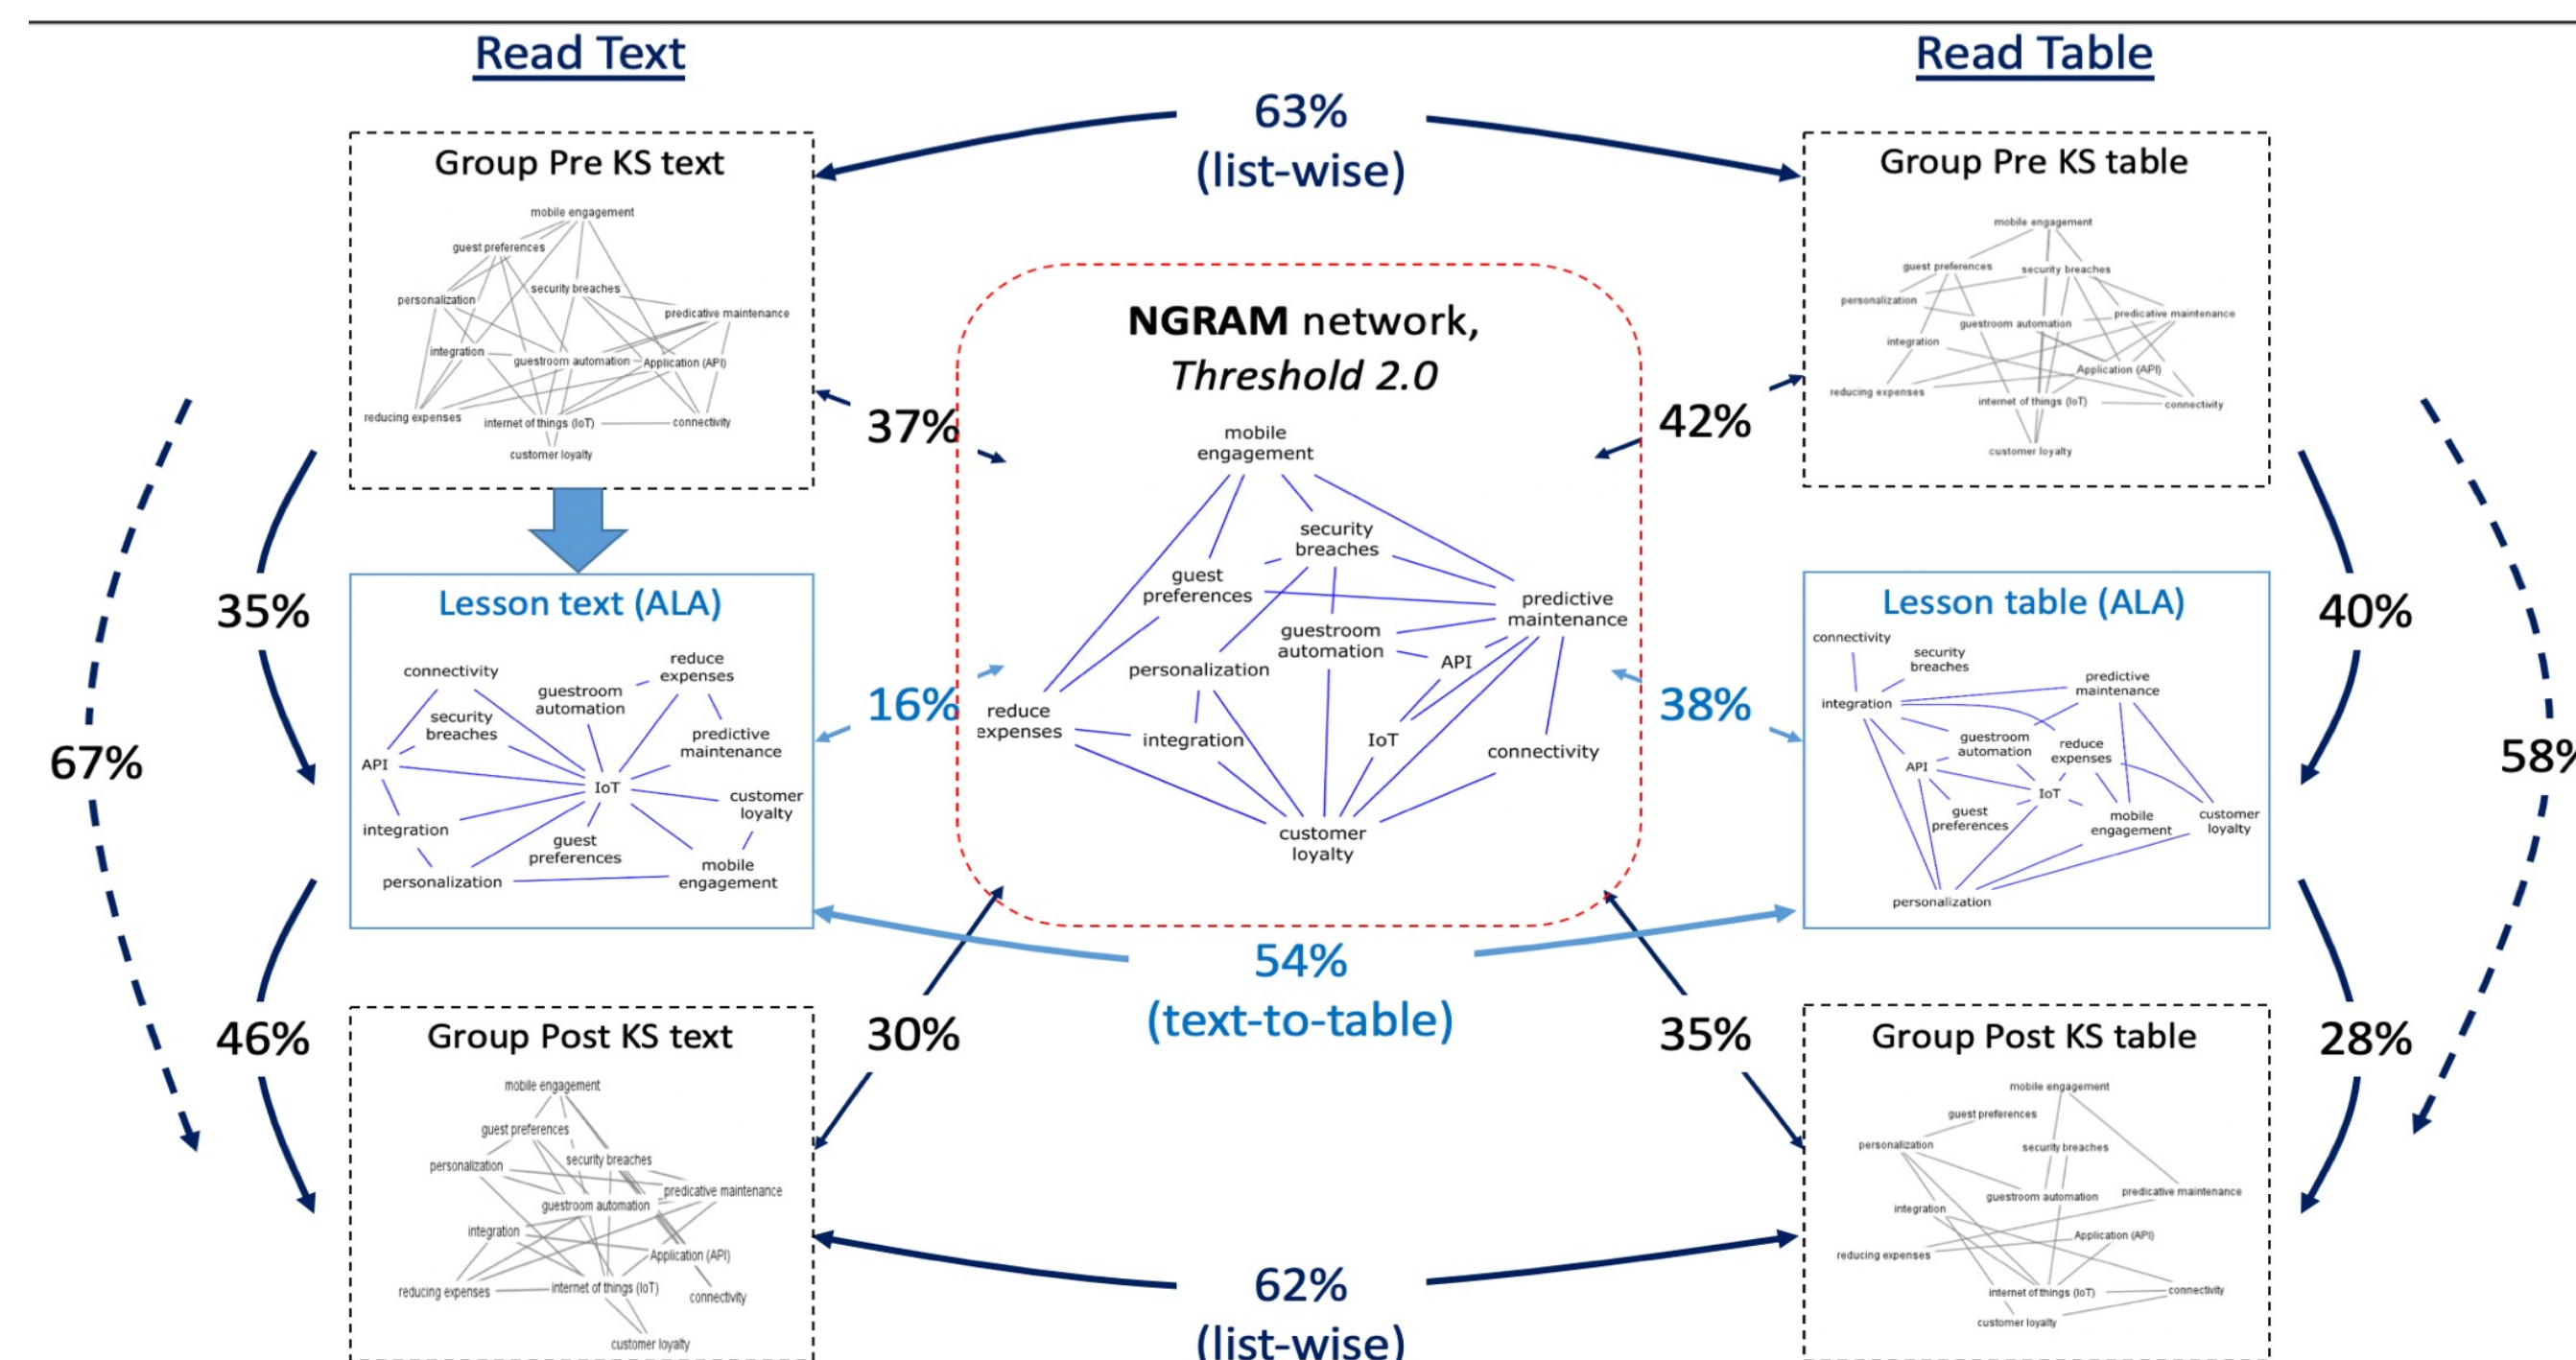 Read Text
Read Table
63%
(list-wise)
Group Pre KS text
mobile engagement
guest preferences
security breaches
personalization
predicative maintenance
integration
guestroom automation
Application (API)
reducing expenses
internet of things (IoT)
connectivity
customer loyalty
Group Pre KS table
mobile engagement
guest preferences
security breaches
personalization
predicative maintenance
guestroom automation
integration
Application (API)
reducing expenses
internet of things (IoT)
connectivity
customer loyalty
37%
42%
NGRAM network,
Threshold 2.0
mobile
engagement
security
breaches
guest
preferences
predictive
maintenance
guestroom
automation
API
personalization
reduce
expenses
integration
IoT
connectivity
customer
loyalty
35%
40%
67%
58%
16%
38%
Lesson text (ALA)
connectivity
reduce
expenses
guestroom
automation
security
breaches
predictive
maintenance
API
IoT
customer
loyalty
integration
guest
preferences
mobile
engagement
personalization
Lesson table (ALA)
connectivity
security
breaches
predictive
maintenance
integration
guestroom
automation
reduce
expenses
API
IoT
guest
preferences
mobile
engagement
customer
loyalty
personalization
54%
(text-to-table)
46%
30%
35%
28%
Group Post KS text
mobile engagement
guest preferences
security breaches
personalization
predicative maintenance
guestroom automation
integration
Application (API)
reducing expenses
internet of things (IoT)
connectivity
customer loyalty
Group Post KS table
mobile engagement
guest preferences
personalization
security breaches
guestroom automation
predicative maintenance
integration
Application (API)
reducing expenses
internet of things (IoT)
connectivity
customer loyalty
62%
(list-wise)